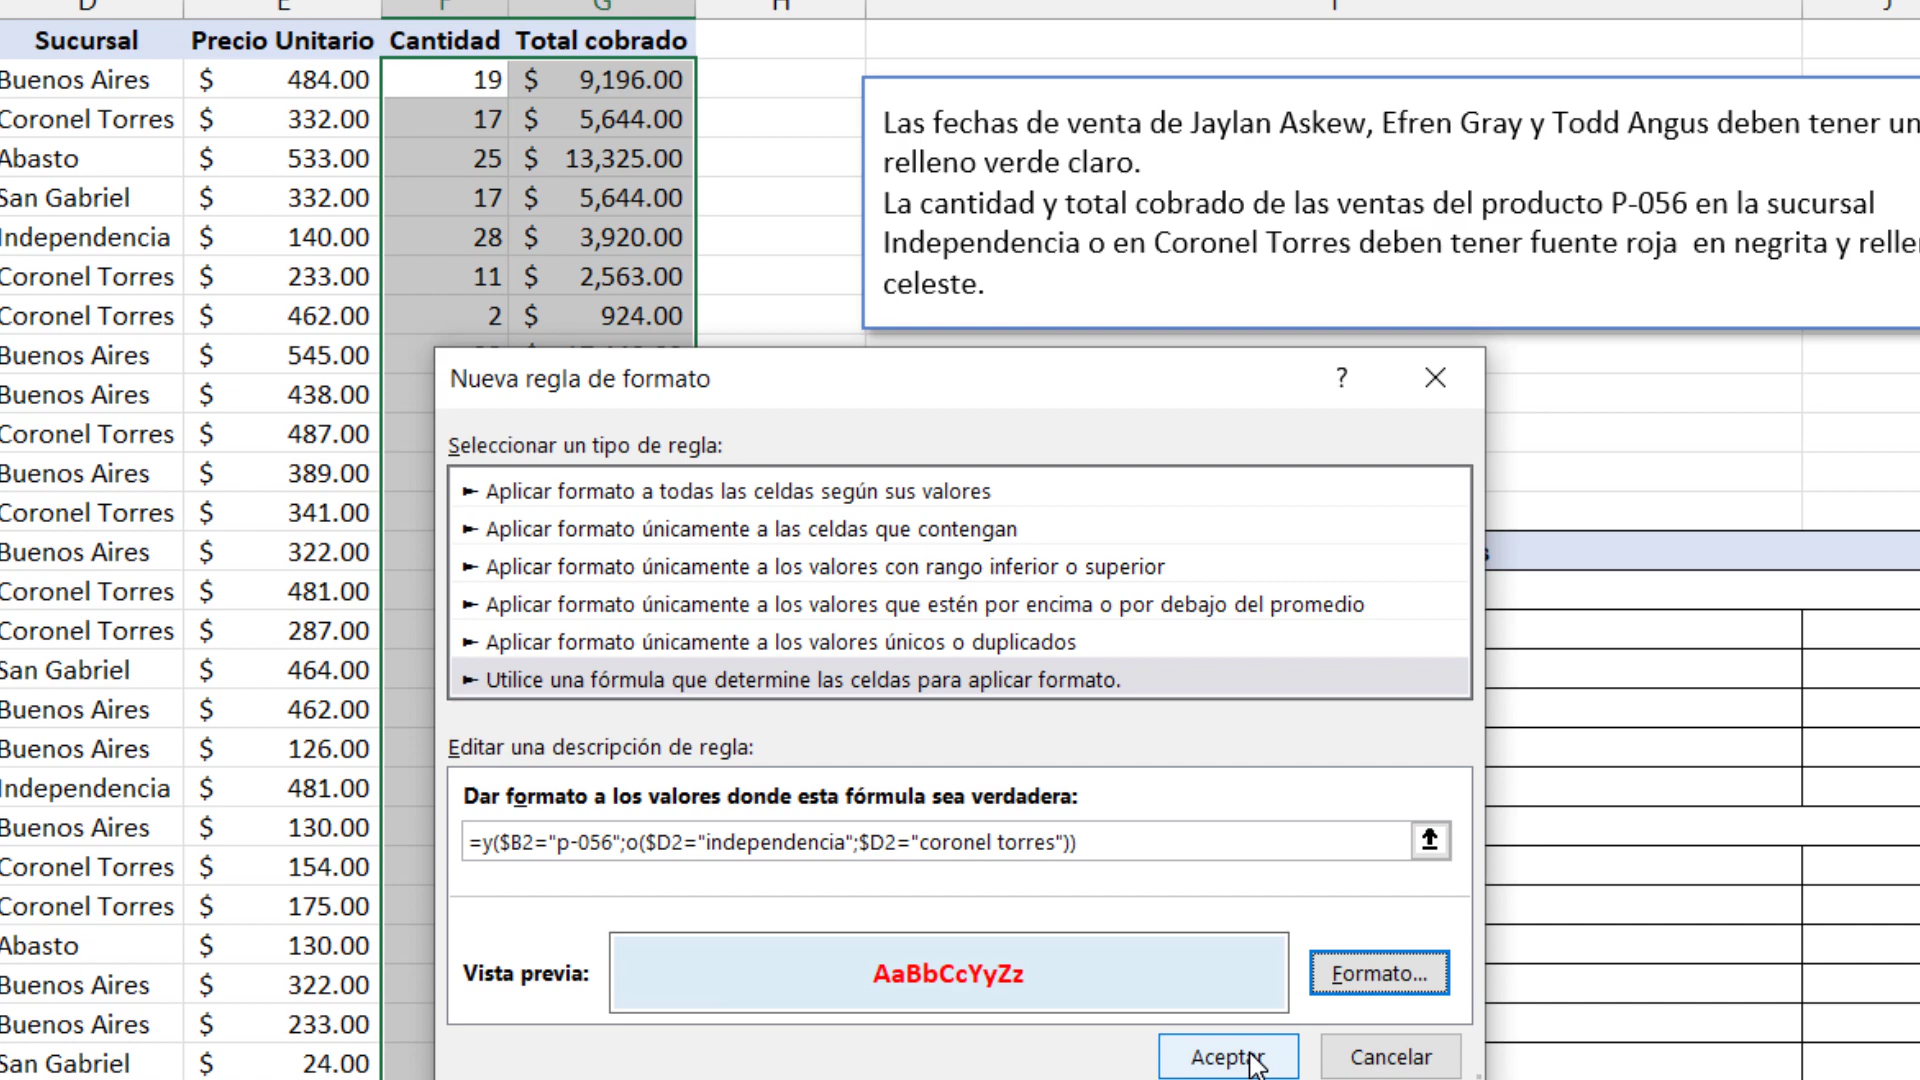 D E F G H I J
Sucursal Precio Unitario Cantidad Total cobrado
Buenos Aires $ 484.00 19 $ 9,196.00
Coronel Torres $ 332.00 17 $ 5,644.00
Abasto $ 533.00 25 $ 13,325.00
San Gabriel $ 332.00 17 $ 5,644.00
Independencia $ 140.00 28 $ 3,920.00
Coronel Torres $ 233.00 11 $ 2,563.00
Coronel Torres $ 462.00 2 $ 924.00
Buenos Aires $ 545.00
Buenos Aires $ 438.00
Coronel Torres $ 487.00
Buenos Aires $ 389.00
Coronel Torres $ 341.00
Buenos Aires $ 322.00
Coronel Torres $ 481.00
Coronel Torres $ 287.00
San Gabriel $ 464.00
Buenos Aires $ 462.00
Buenos Aires $ 126.00
Independencia $ 481.00
Buenos Aires $ 130.00
Coronel Torres $ 154.00
Coronel Torres $ 175.00
Abasto $ 130.00
Buenos Aires $ 322.00
Buenos Aires $ 233.00
San Gabriel $ 24.00
Las fechas de venta de Jaylan Askew, Efren Gray y Todd Angus deben tener un
relleno verde claro.
La cantidad y total cobrado de las ventas del producto P-056 en la sucursal
Independencia o en Coronel Torres deben tener fuente roja en negrita y relle
celeste.
Nueva regla de formato ?
Seleccionar un tipo de regla:
► Aplicar formato a todas las celdas según sus valores
► Aplicar formato únicamente a las celdas que contengan
► Aplicar formato únicamente a los valores con rango inferior o superior
► Aplicar formato únicamente a los valores que estén por encima o por debajo del promedio
► Aplicar formato únicamente a los valores únicos o duplicados
► Utilice una fórmula que determine las celdas para aplicar formato.
Editar una descripción de regla:
Dar formato a los valores donde esta fórmula sea verdadera:
=y($B2="p-056";o($D2="independencia";$D2="coronel torres"))
Vista previa: AaBbCcYyZz Formato...
Aceptar Cancelar